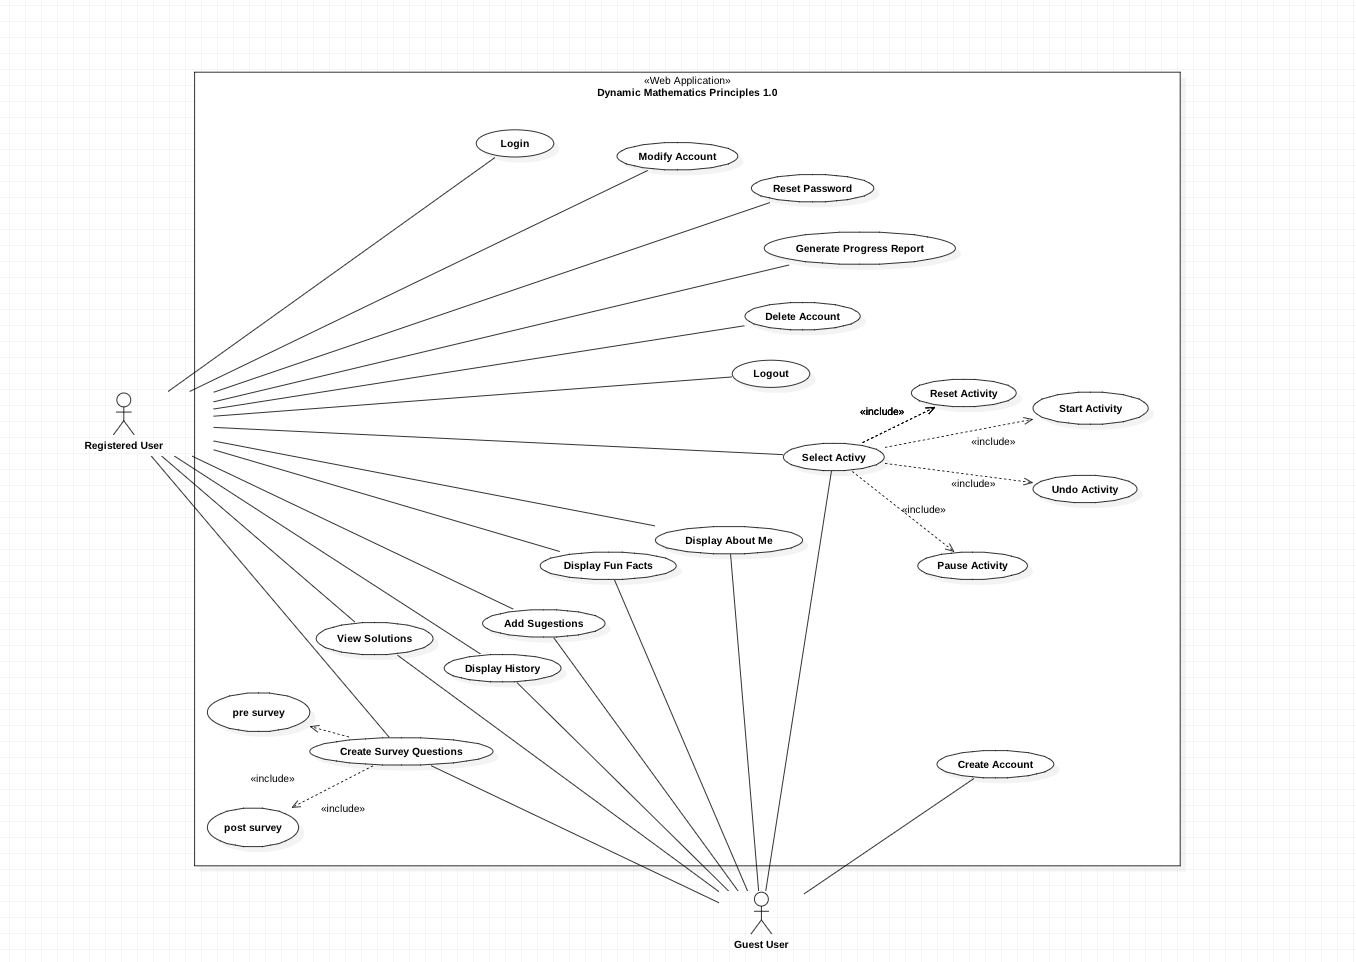 «Web Application»
Dynamic Mathematics Principles 1.0
Login
Modify Account
Reset Password
Generate Progress Report
Delete Account
Logout
Reset Activity
«include»
Start Activity
Registered User
«include»
Select Activy
«include»
Undo Activity
«include»
Display About Me
Display Fun Facts
Pause Activity
Add Sugestions
View Solutions
Display History
pre survey
Create Survey Questions
Create Account
«include»
«include»
post survey
Guest User